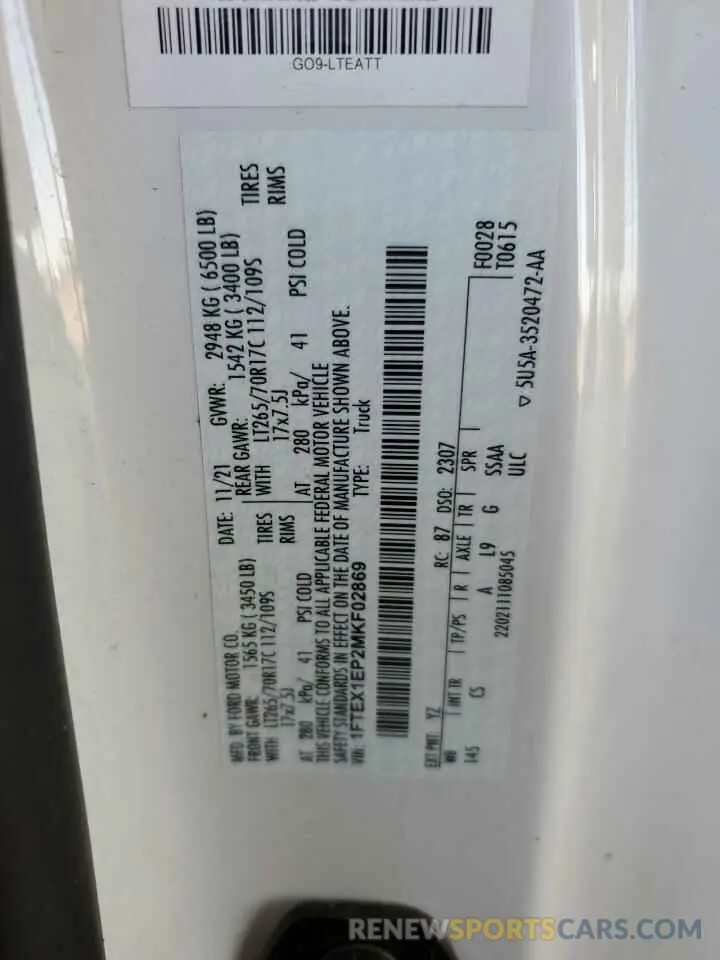 GO9-LTEATT
MFD BY FORD MOTOR CO.
DATE: 11/21 GVWR: 2948 KG ( 6500 LB)
FRONT GAWR: 1565 KG ( 3450 LB)
REAR GAWR: 1542 KG ( 3400 LB)
WITH LT265/70R17C 112/109S TIRES
WITH LT265/70R17C 112/109S TIRES
17x7.5J RIMS
17x7.5J RIMS
AT 280 kPa/ 41 PSI COLD
AT 280 kPa/ 41 PSI COLD
THIS VEHICLE CONFORMS TO ALL APPLICABLE FEDERAL MOTOR VEHICLE
SAFETY STANDARDS IN EFFECT ON THE DATE OF MANUFACTURE SHOWN ABOVE.
VIN: 1FTEX1EP2MKF02869 TYPE: Truck
F0028
T0615
EXT PNT: YZ RC: 87 DSO: 2307
WB INT TR TP/PS R AXLE TR SPR
145 CS A L9 G SSAA
2202111085045 ULC
▽ 5U5A-3520472-AA
RENEWSPORTSCARS.COM